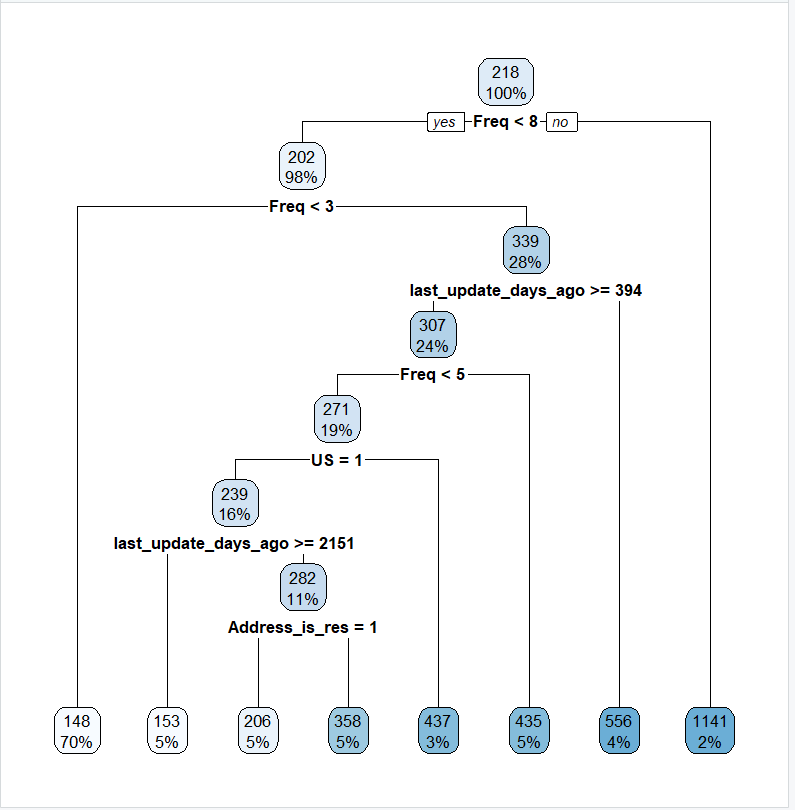 218
100%
yes Freq < 8 no
202
98%
Freq < 3
339
28%
last_update_days_ago >= 394
307
24%
Freq < 5
271
19%
US = 1
239
16%
last_update_days_ago >= 2151
282
11%
Address_is_res = 1
148 153 206 358 437 435 556 1141
70% 5% 5% 5% 3% 5% 4% 2%